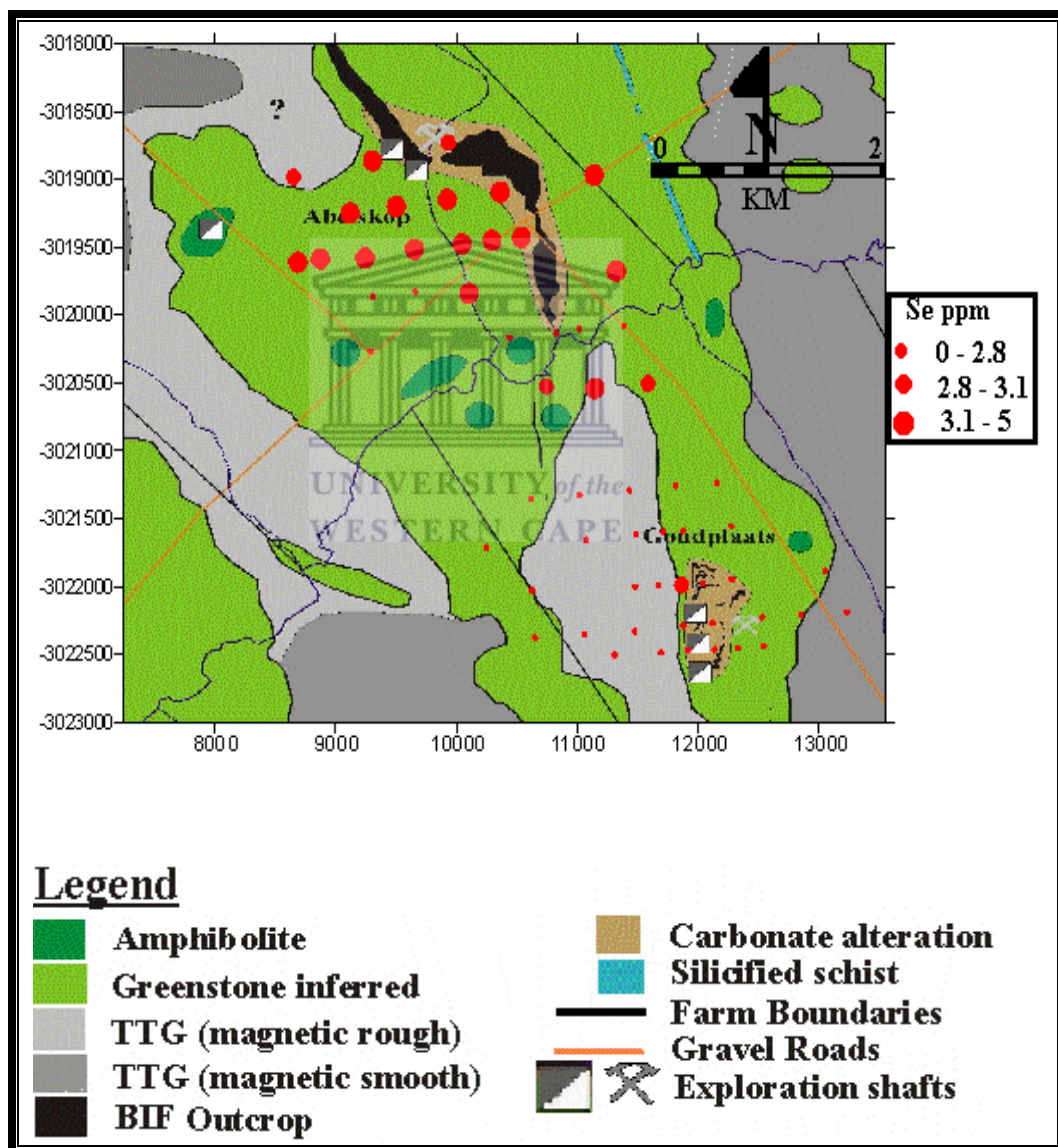 -3018000
-3018500
-3019000
-3019500
-3020000
-3020500
-3021000
-3021500
-3022000
-3022500
-3023000
8000
9000
10000
11000
12000
13000
?
Abelskop
Goudplaats
N
0
2
KM
UNIVERSITY of the
WESTERN CAPE
Se ppm
0 - 2.8
2.8 - 3.1
3.1 - 5
Legend
Amphibolite
Greenstone inferred
TTG (magnetic rough)
TTG (magnetic smooth)
BIF Outcrop
Carbonate alteration
Silicified schist
Farm Boundaries
Gravel Roads
Exploration shafts